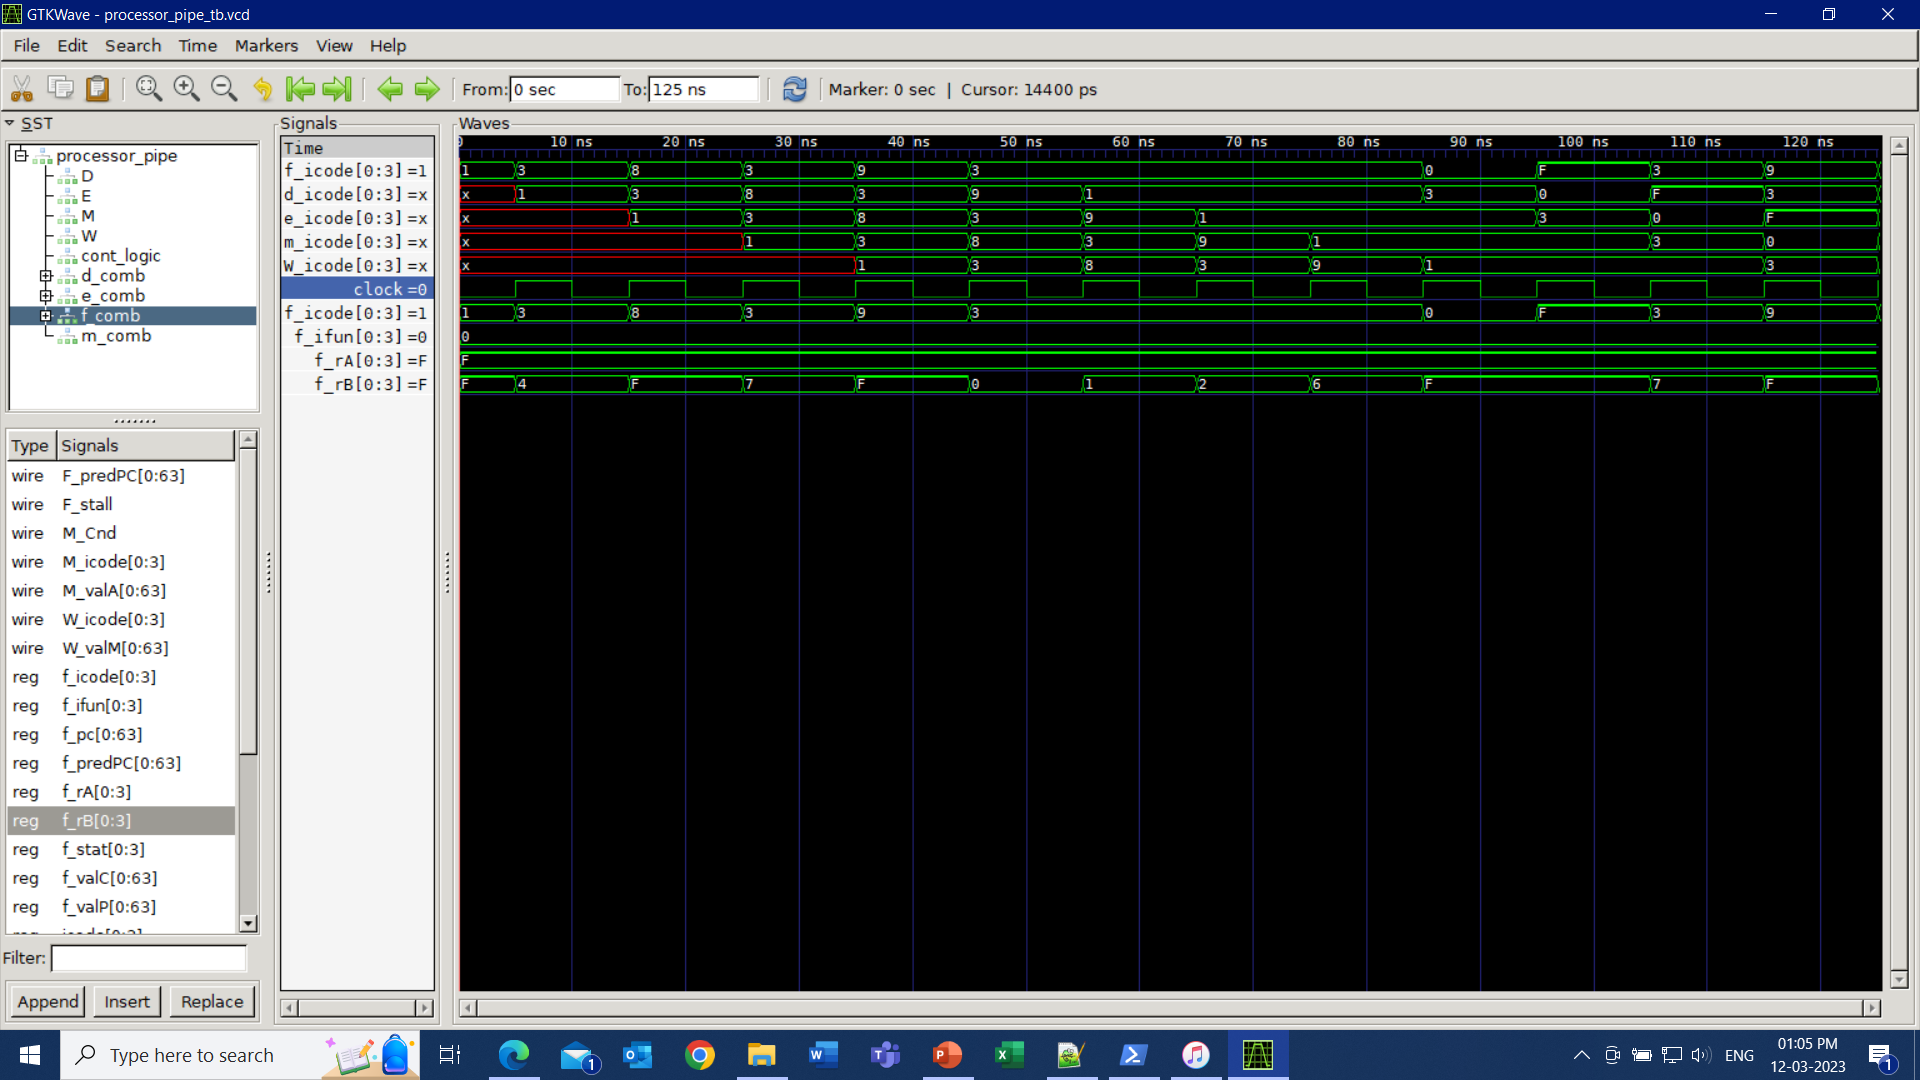 GTKWave - processor_pipe_tb.vcd
File Edit Search Time Markers View Help
From: 0 sec To: 125 ns Marker: 0 sec | Cursor: 14400 ps
SST
processor_pipe
D
E
M
W
cont_logic
d_comb
e_comb
f_comb
m_comb
Type Signals
wire F_predPC[0:63]
wire F_stall
wire M_Cnd
wire M_icode[0:3]
wire M_valA[0:63]
wire W_icode[0:3]
wire W_valM[0:63]
reg f_icode[0:3]
reg f_ifun[0:3]
reg f_pc[0:63]
reg f_predPC[0:63]
reg f_rA[0:3]
reg f_rB[0:3]
reg f_stat[0:3]
reg f_valC[0:63]
reg f_valP[0:63]
Filter:
Append Insert Replace
Signals
Time
f_icode[0:3] =1
d_icode[0:3] =x
e_icode[0:3] =x
m_icode[0:3] =x
W_icode[0:3] =x
clock =0
f_icode[0:3] =1
f_ifun[0:3] =0
f_rA[0:3] =F
f_rB[0:3] =F
Waves
0 10 ns 20 ns 30 ns 40 ns 50 ns 60 ns 70 ns 80 ns 90 ns 100 ns 110 ns 120 ns
1 3 8 3 9 3 0 F 3 9
x 1 3 8 3 9 1 3 0 F 3
x 1 3 8 3 9 1 3 0 F
x 1 3 8 3 9 1 3 0
x 1 3 8 3 9 1 3
1 3 8 3 9 3 0 F 3 9
0
F
F 4 F 7 F 0 1 2 6 F 7 F
Type here to search
1
ENG
01:05 PM
12-03-2023
1